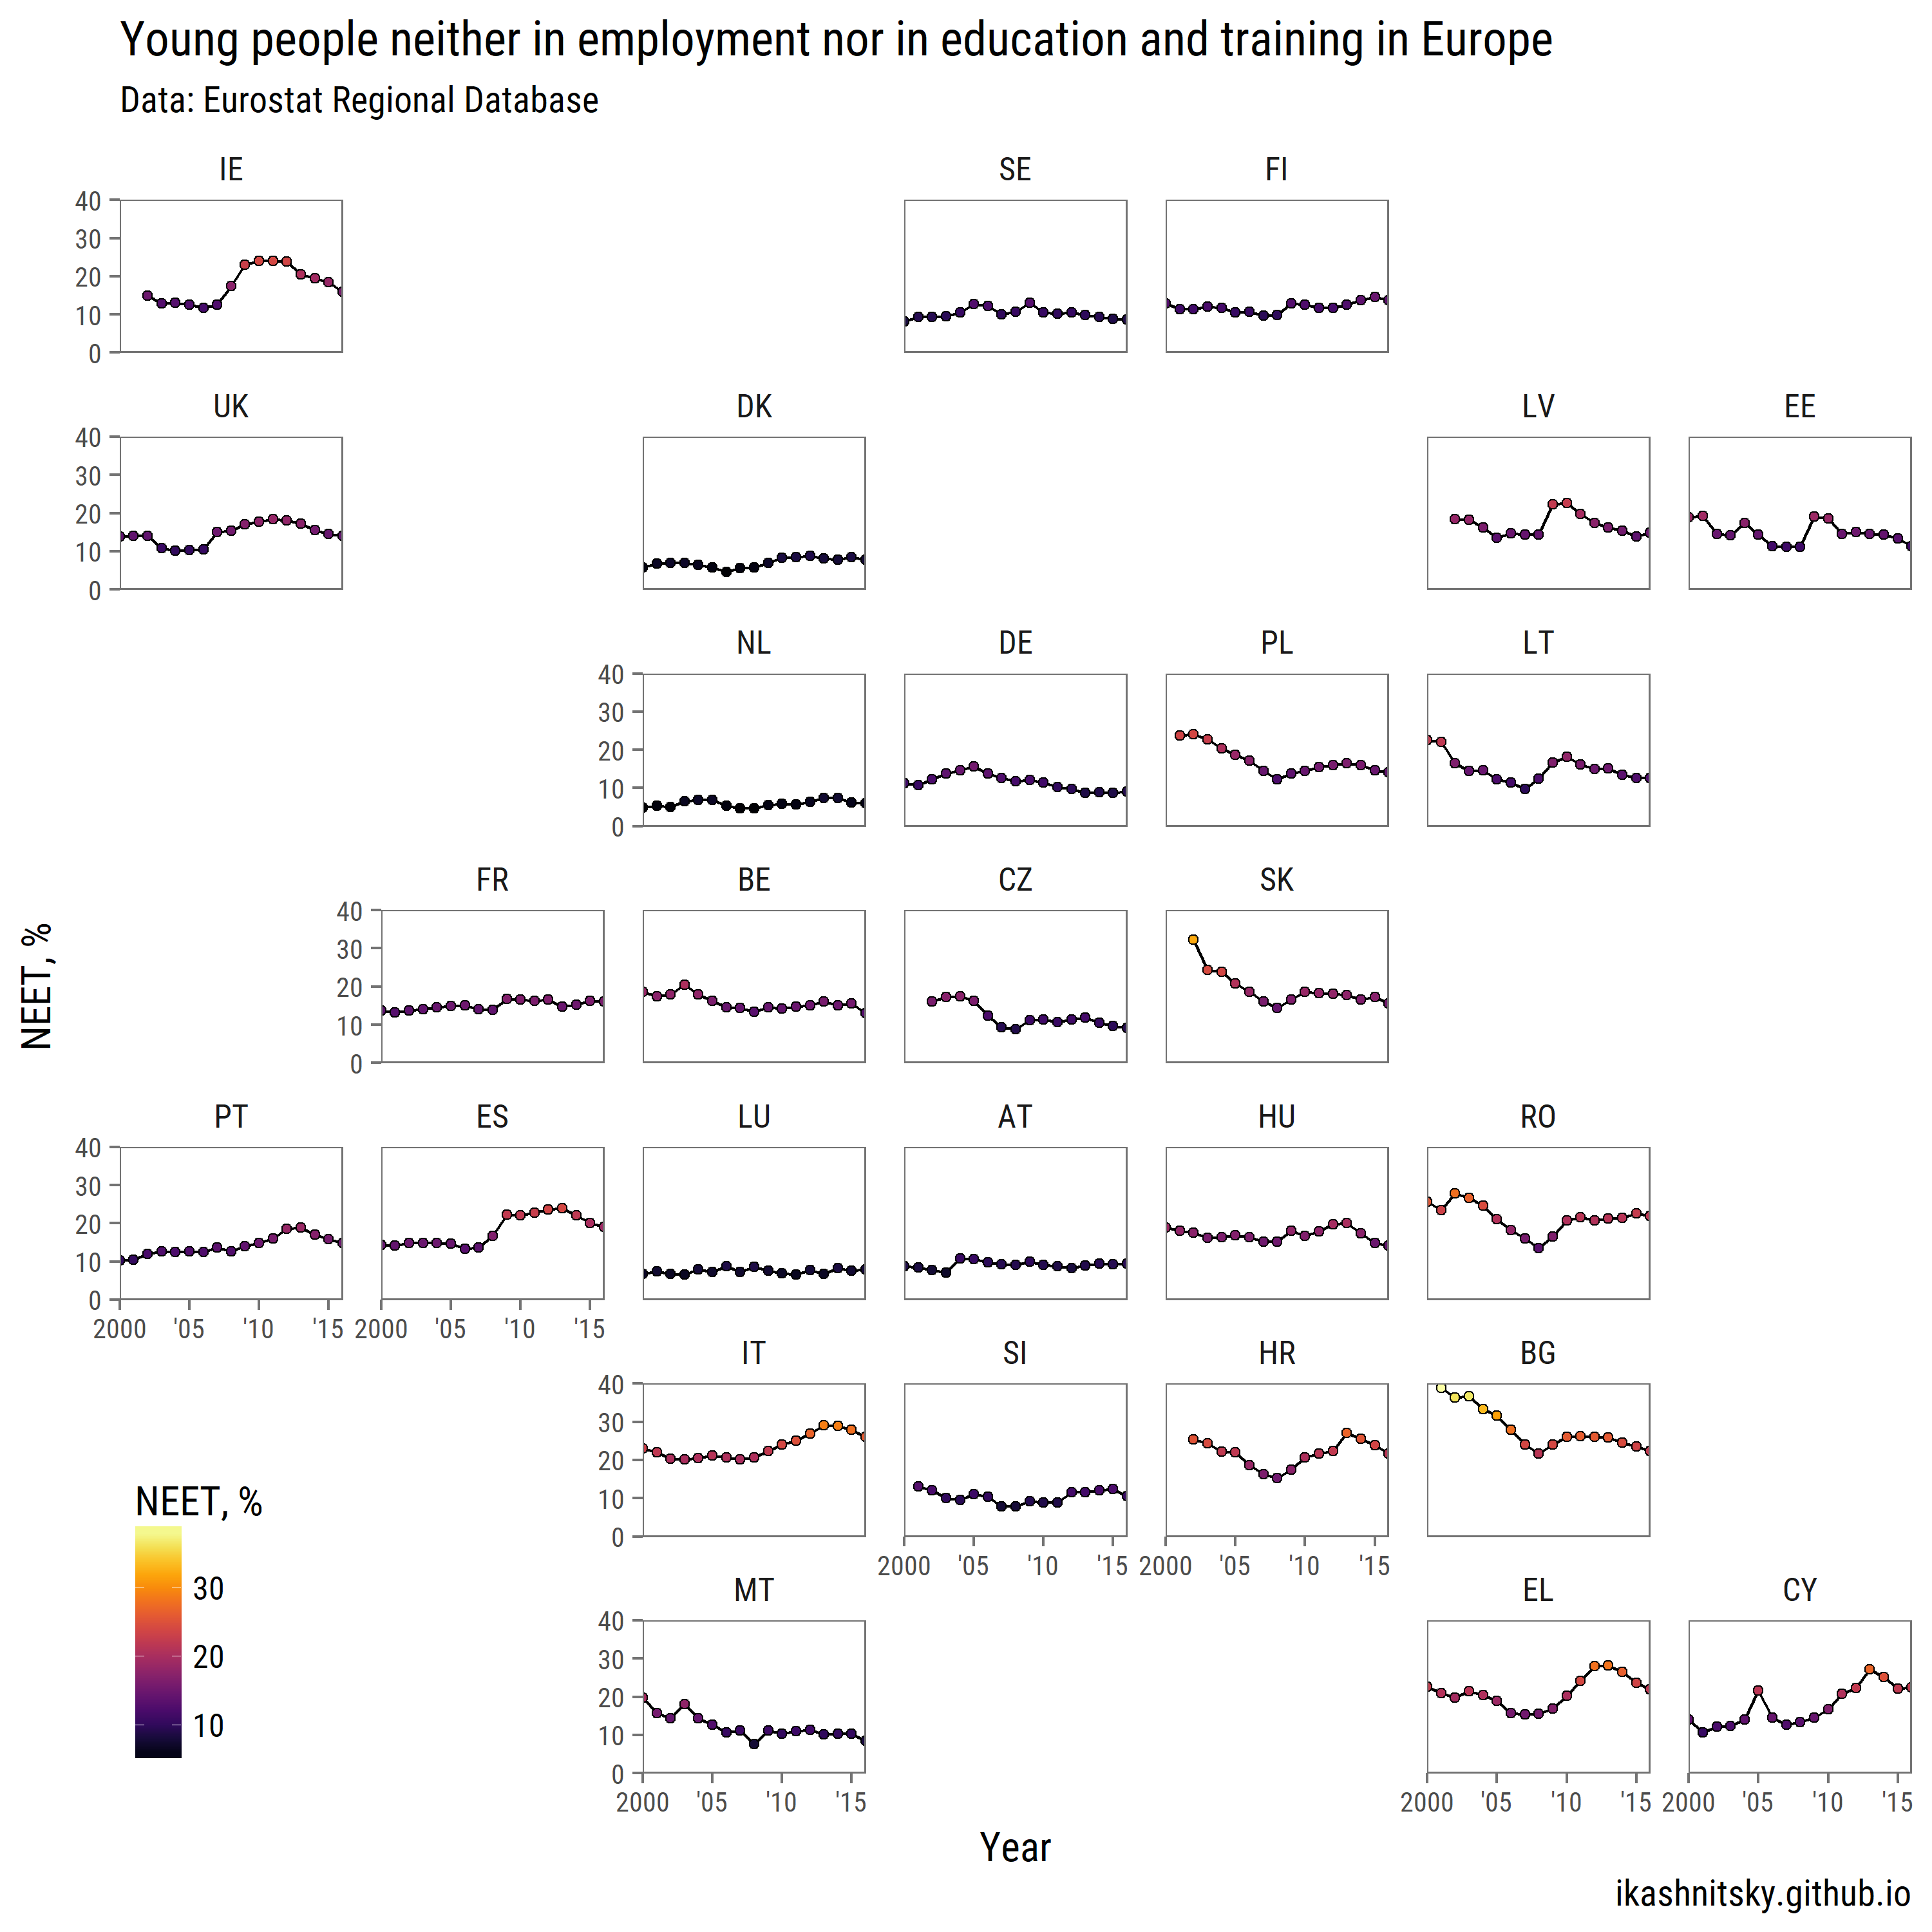 Young people neither in employment nor in education and training in Europe
Data: Eurostat Regional Database
IE SE FI
40
30
20
10
0
UK DK LV EE
40
30
20
10
0
NL DE PL LT
40
30
20
10
0
FR BE CZ SK
40
30
20
10
0
NEET, %
PT ES LU AT HU RO
40
30
20
10
0
2000 '05 '10 '15 2000 '05 '10 '15
IT SI HR BG
40
30
20
10
0
2000 '05 '10 '15 2000 '05 '10 '15
NEET, %
30
20
10
MT EL CY
40
30
20
10
0
2000 '05 '10 '15 2000 '05 '10 '15 2000 '05 '10 '15
Year
ikashnitsky.github.io